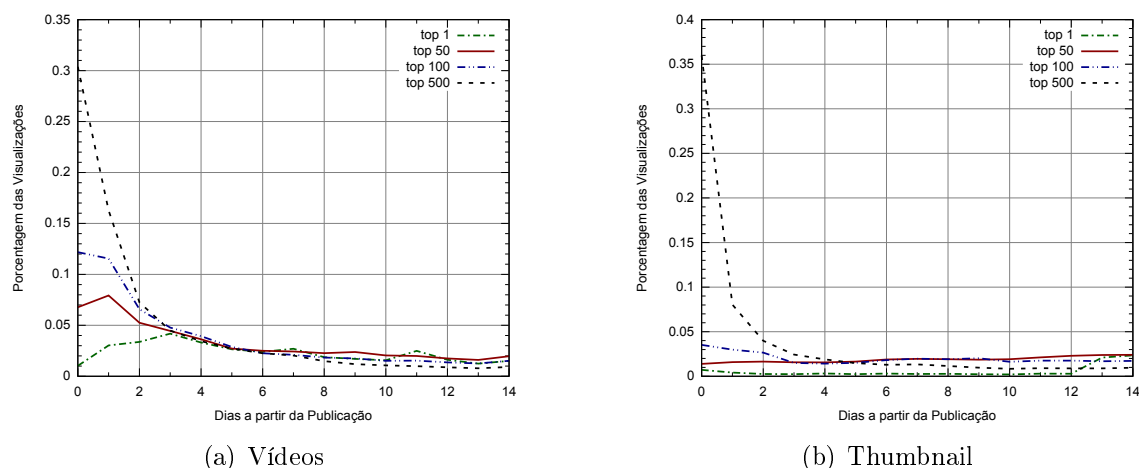 0.35
0.3
0.25
0.2
0.15
0.1
0.05
0
0 2 4 6 8 10 12 14
Porcentagem das Visualizações
Dias a partir da Publicação
top 1
top 50
top 100
top 500
(a) Vídeos
0.4
0.35
0.3
0.25
0.2
0.15
0.1
0.05
0
0 2 4 6 8 10 12 14
Porcentagem das Visualizações
Dias a partir da Publicação
top 1
top 50
top 100
top 500
(b) Thumbnail